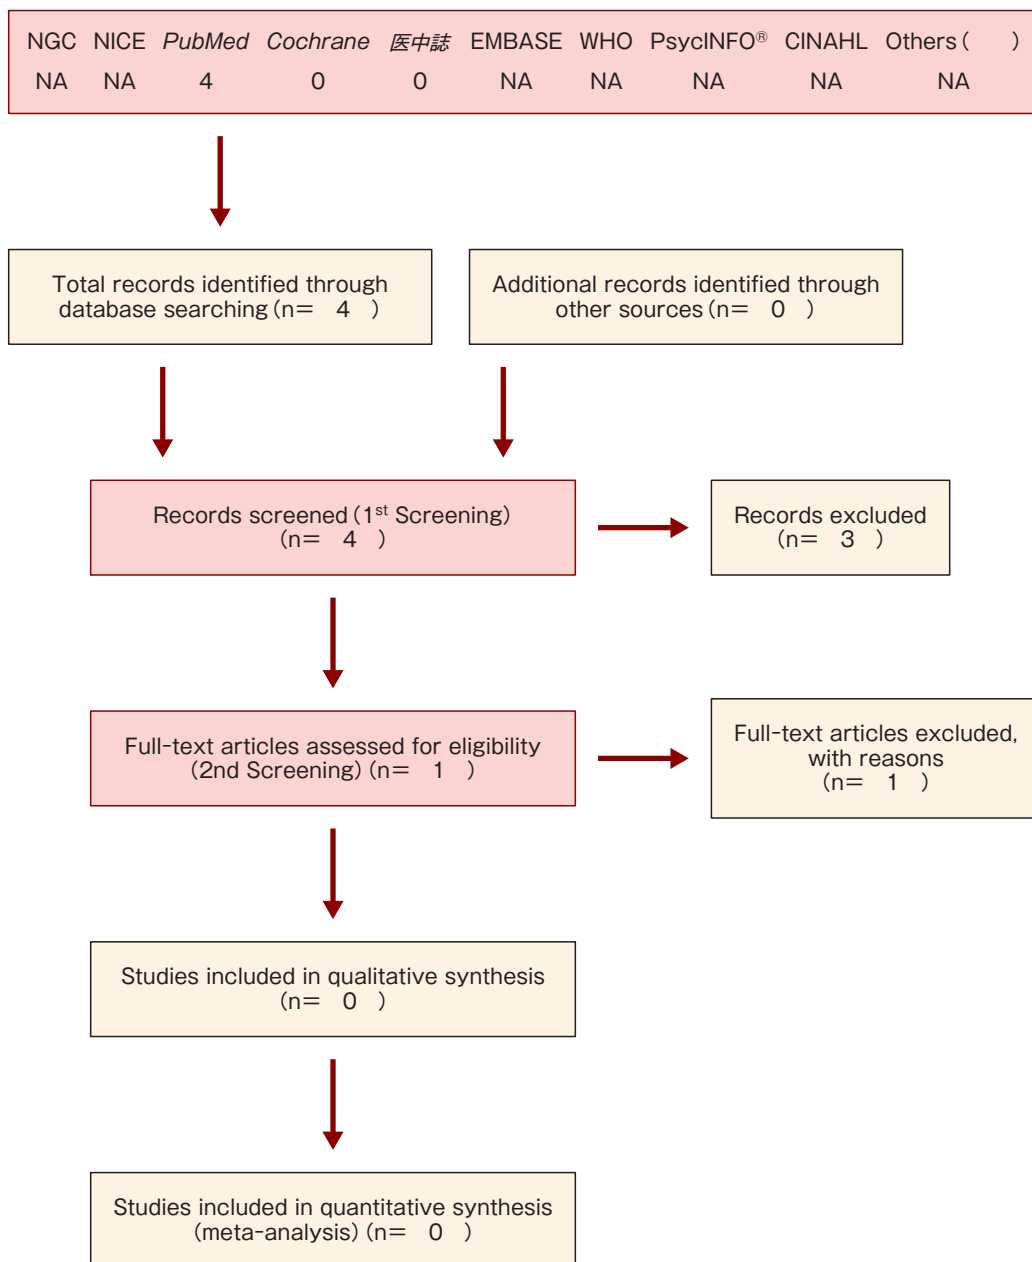 NGC NICE PubMed Cochrane 医中誌 EMBASE WHO PsycINFO® CINAHL Others( )
NA NA 4 0 0 NA NA NA NA NA
Total records identified through
database searching(n= 4 )
Additional records identified through
other sources(n= 0 )
Records screened(1st Screening)
(n= 4 )
Records excluded
(n= 3 )
Full-text articles assessed for eligibility
(2nd Screening)(n= 1 )
Full-text articles excluded,
with reasons
(n= 1 )
Studies included in qualitative synthesis
(n= 0 )
Studies included in quantitative synthesis
(meta-analysis)(n= 0 )